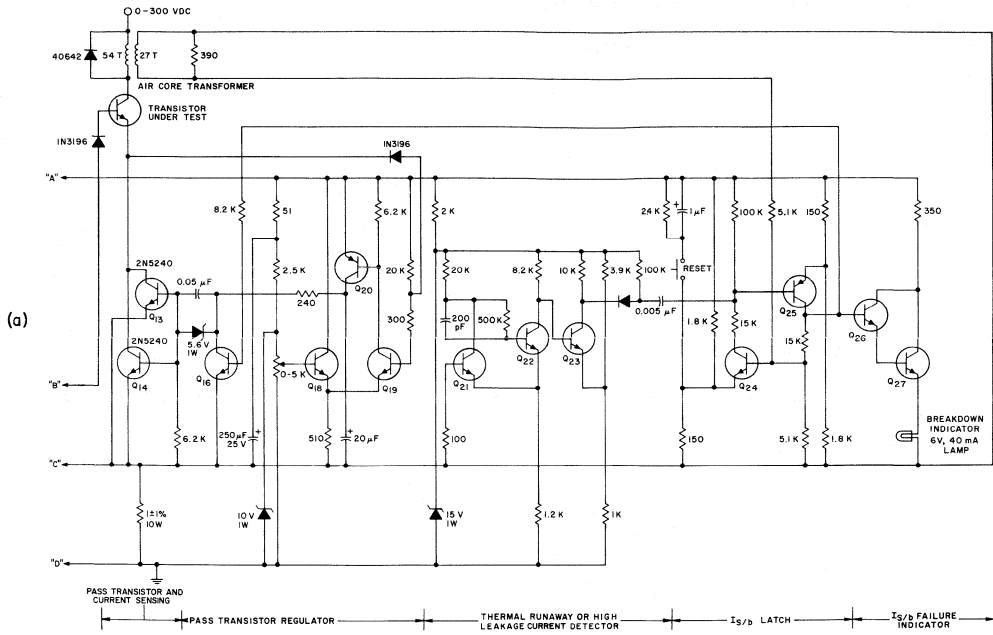 0-300 VDC
40642
54 T
27 T
390
AIR CORE TRANSFORMER
TRANSISTOR
UNDER TEST
1N3196
1N3196
"A"
8.2 K
51
6.2 K
2 K
24 K
+
1 µF
100 K
5.1 K
150
350
2N5240
0.05 µF
2.5 K
Q20
20 K
20 K
8.2 K
10 K
3.9 K
100 K
RESET
Q13
240
300
200
pF
500 K
0.005 µF
Q25
(a)
2N5240
5.6 V
1W
1.8 K
15 K
15 K
Q26
Q14
Q16
0-5 K
Q18
Q19
Q21
Q22
Q23
Q24
Q27
"B"
6.2 K
250 µF
25 V
+
510
+
20 µF
100
150
5.1 K
1.8 K
BREAKDOWN
INDICATOR
6V, 40 mA
LAMP
"C"
1±1%
10W
10 V
1W
15 V
1W
1.2 K
1K
"D"
PASS TRANSISTOR AND
CURRENT SENSING
PASS TRANSISTOR REGULATOR
THERMAL RUNAWAY OR HIGH
LEAKAGE CURRENT DETECTOR
IS/b LATCH
IS/b FAILURE
INDICATOR